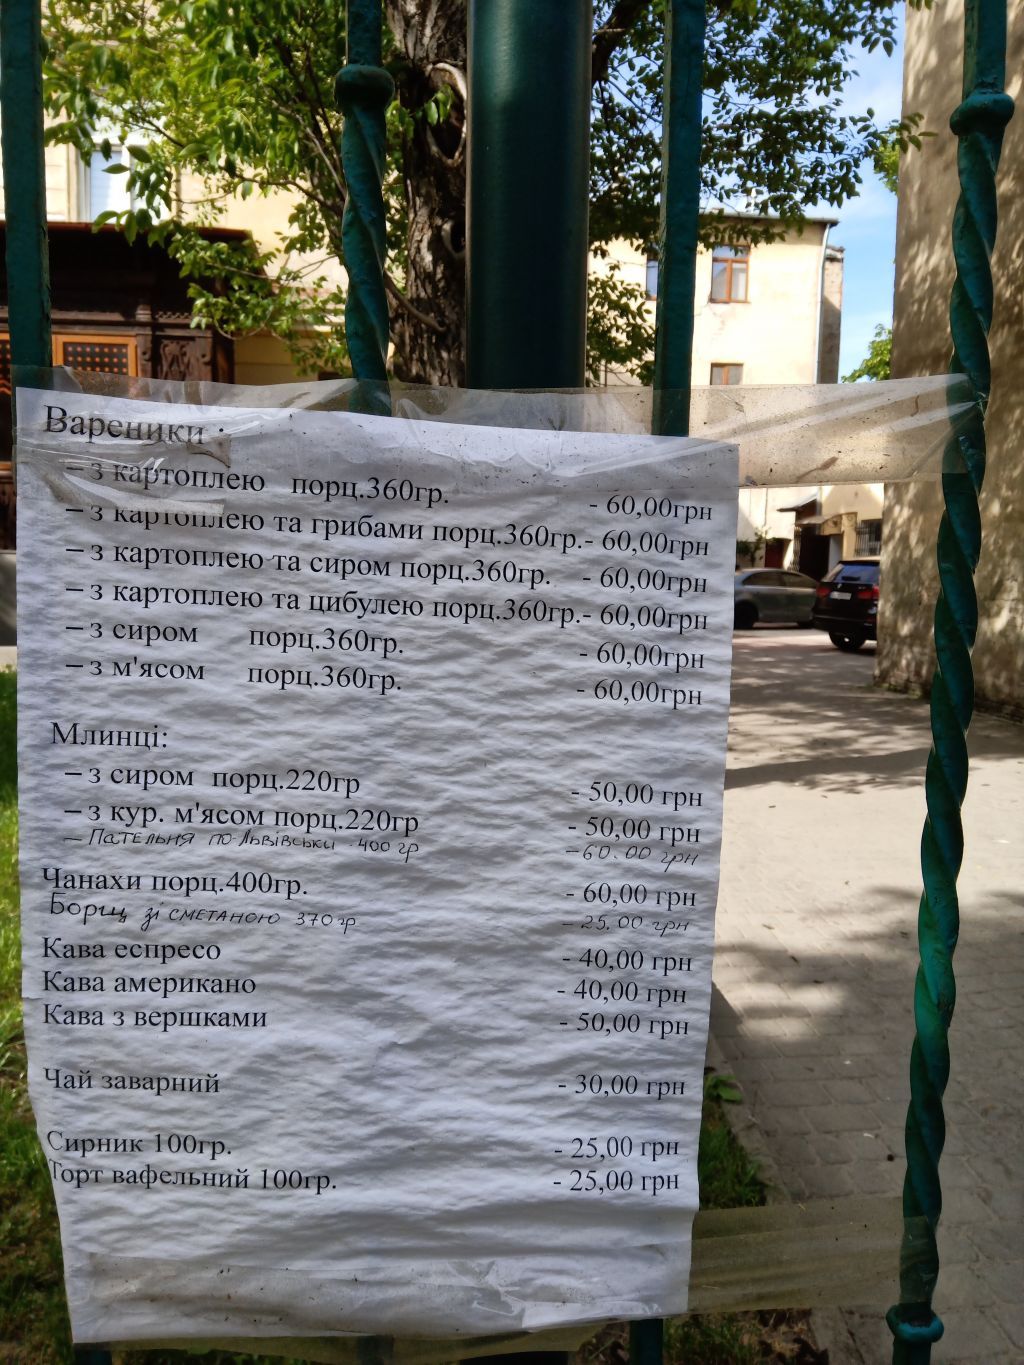 Вареники :
– з картоплею порц.360гр. - 60,00грн
– з картоплею та грибами порц.360гр.- 60,00грн
– з картоплею та сиром порц.360гр. - 60,00грн
– з картоплею та цибулею порц.360гр.- 60,00грн
– з сиром порц.360гр. - 60,00грн
– з м'ясом порц.360гр. - 60,00грн
Млинці:
– з сиром порц.220гр - 50,00 грн
– з кур. м'ясом порц.220гр - 50,00 грн
– Пательня по-львівськи 400 гр –60.00 грн
Чанахи порц.400гр. - 60,00 грн
Борщ зі сметаною 370 гр – 25.00 грн
Кава еспресо - 40,00 грн
Кава американо - 40,00 грн
Кава з вершками - 50,00 грн
Чай заварний - 30,00 грн
Сирник 100гр. - 25,00 грн
Торт вафельний 100гр. - 25,00 грн